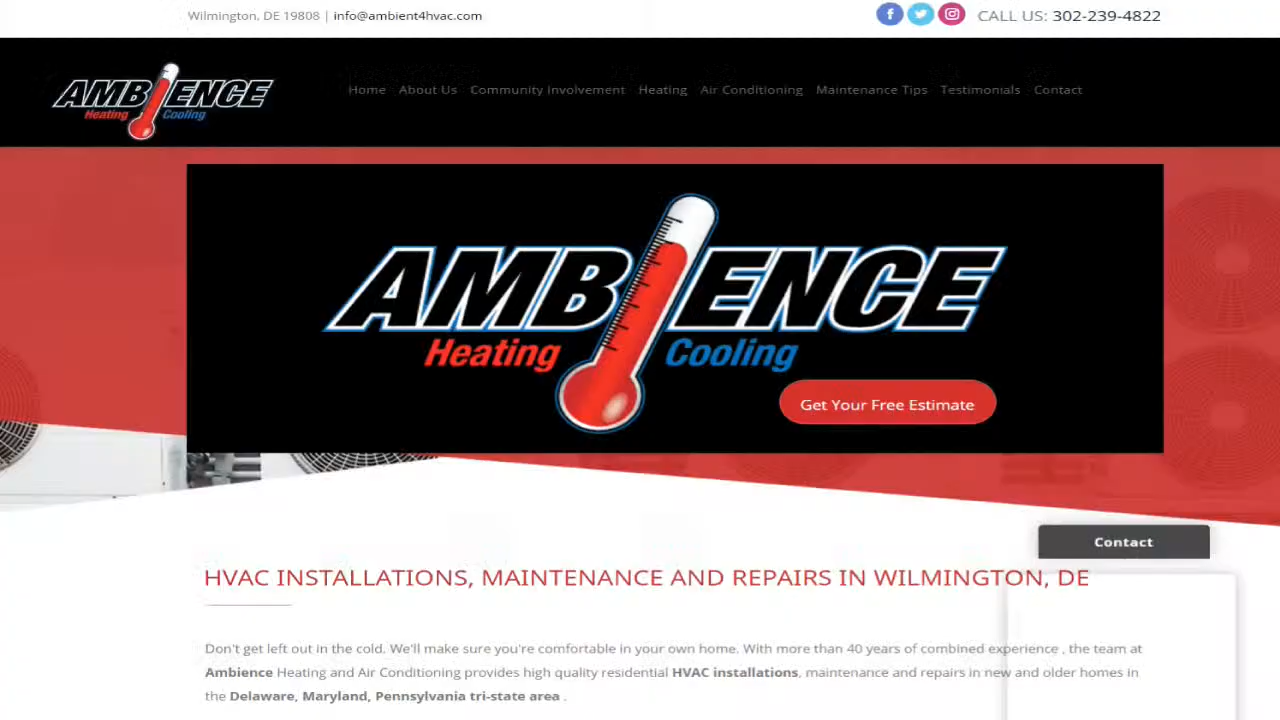 Wilmington, DE 19808 | info@ambient4hvac.com
CALL US: 302-239-4822
AMBIENCE
Heating Cooling
Home About Us Community Involvement Heating Air Conditioning Maintenance Tips Testimonials Contact
AMBIENCE
Heating Cooling
Get Your Free Estimate
Contact
HVAC INSTALLATIONS, MAINTENANCE AND REPAIRS IN WILMINGTON, DE
Don't get left out in the cold. We'll make sure you're comfortable in your own home. With more than 40 years of combined experience , the team at
Ambience Heating and Air Conditioning provides high quality residential HVAC installations, maintenance and repairs in new and older homes in
the Delaware, Maryland, Pennsylvania tri-state area .